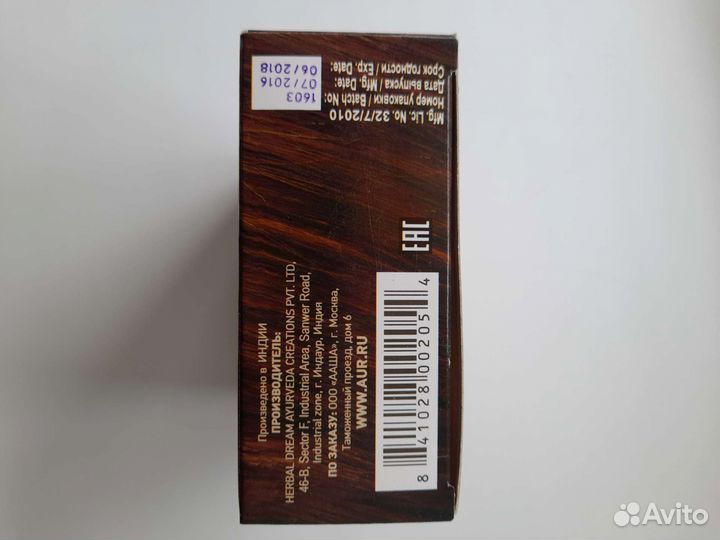 Mfg. Lic. No. 32/7/2010
Номер упаковки / Batch No: 1603
Дата выпуска / Mfg. Date: 07/2016
Срок годности / Exp. Date: 06/2018
Произведено в ИНДИИ
ПРОИЗВОДИТЕЛЬ:
HERBAL DREAM AYURVEDA CREATIONS PVT. LTD,
46-B, Sector F, Industrial Area, Sanwer Road,
Industrial zone, г. Индаур, Индия
ПО ЗАКАЗУ: ООО «ААША», г. Москва,
Таможенный проезд, дом 6
WWW.AUR.RU
EAC
8 41028 00205 4
Avito